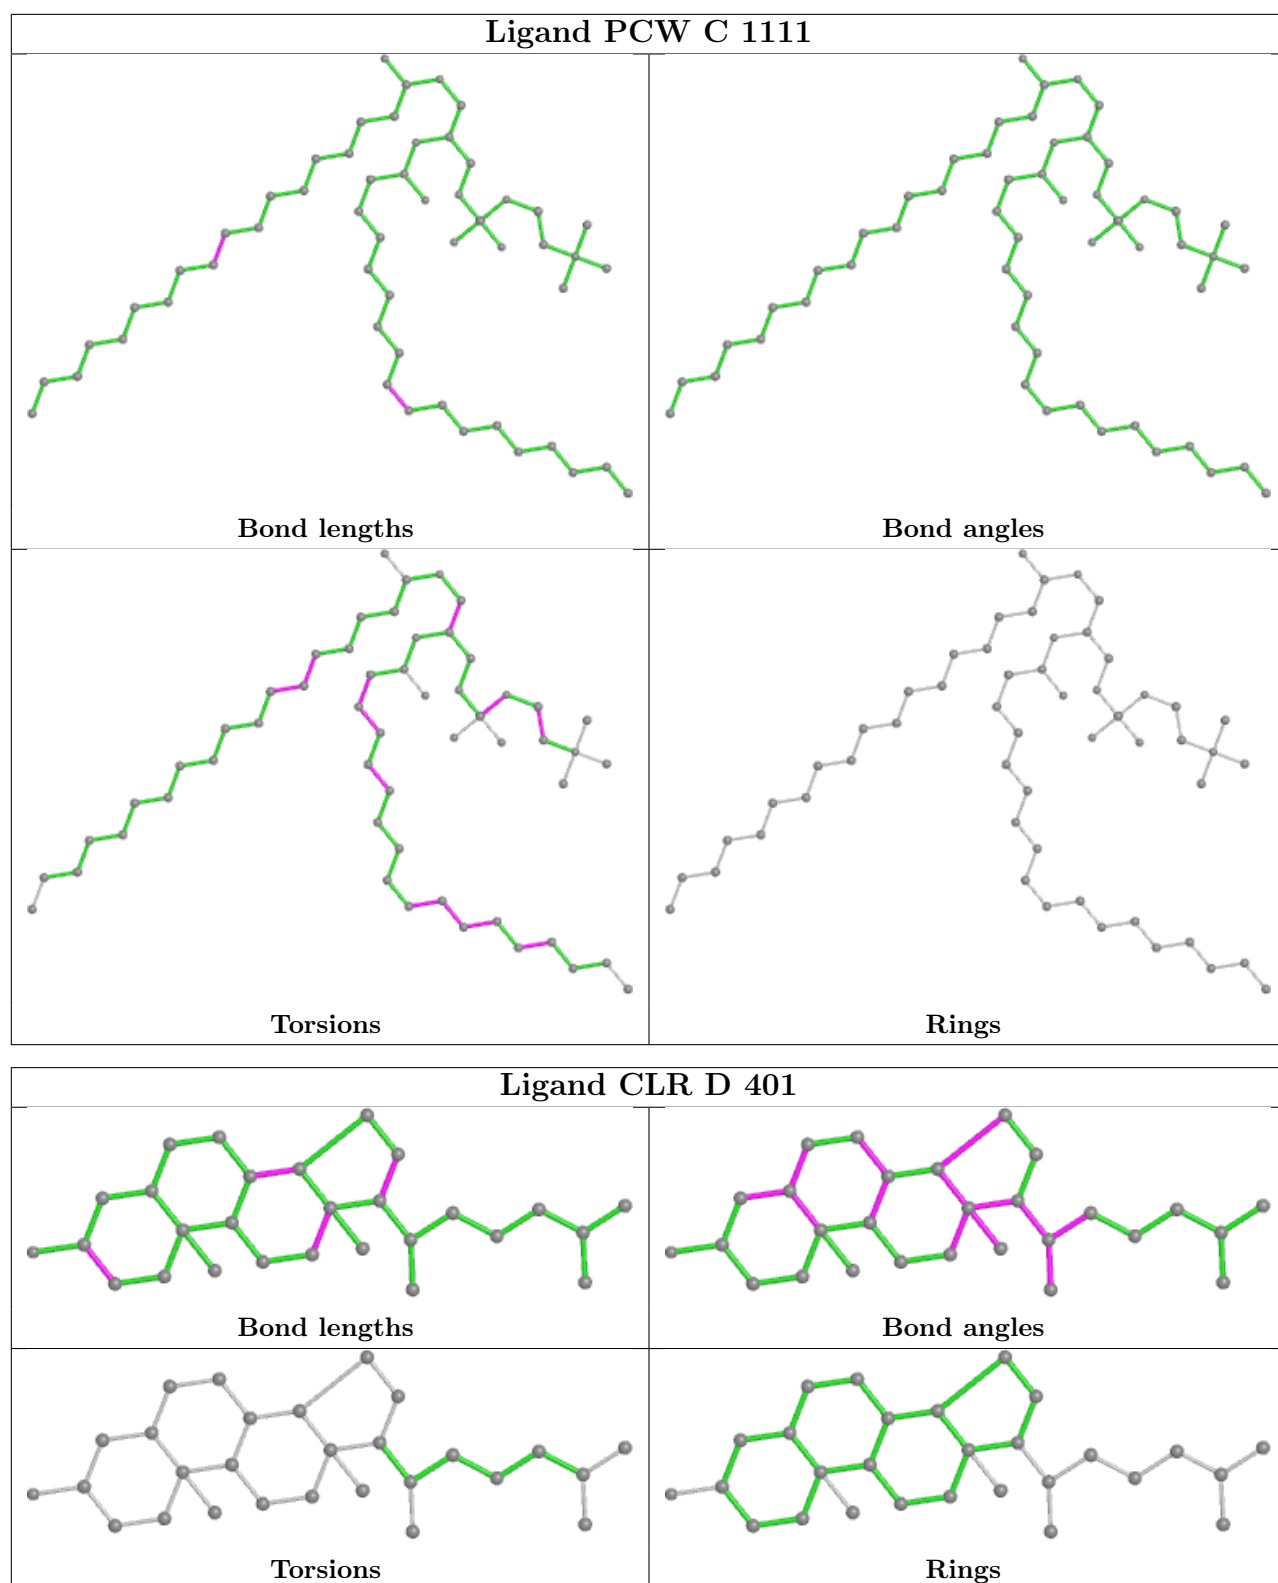 Ligand PCW C 1111
Bond lengths
Bond angles
Torsions
Rings
Ligand CLR D 401
Bond lengths
Bond angles
Torsions
Rings